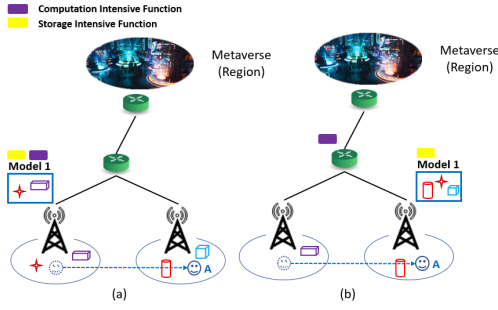 Computation Intensive Function
Storage Intensive Function
Metaverse
(Region)
Metaverse
(Region)
Model 1
Model 1
A
A
(a)
(b)